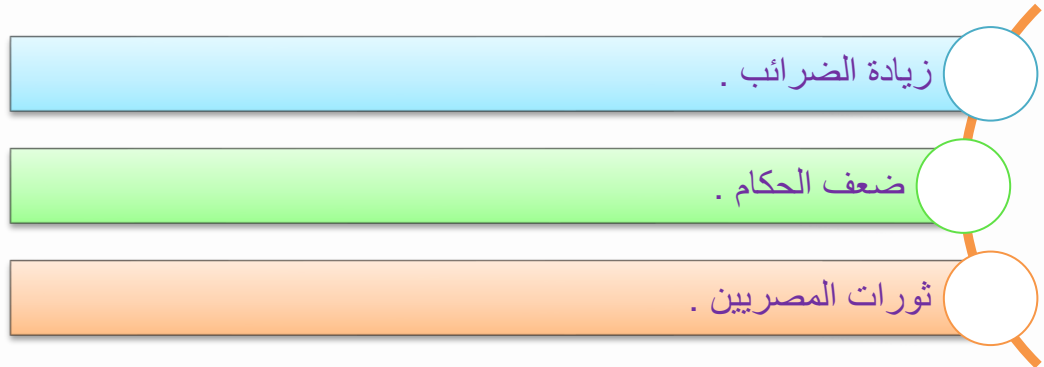 زيادة الضرائب .
ضعف الحكام .
ثورات المصريين .